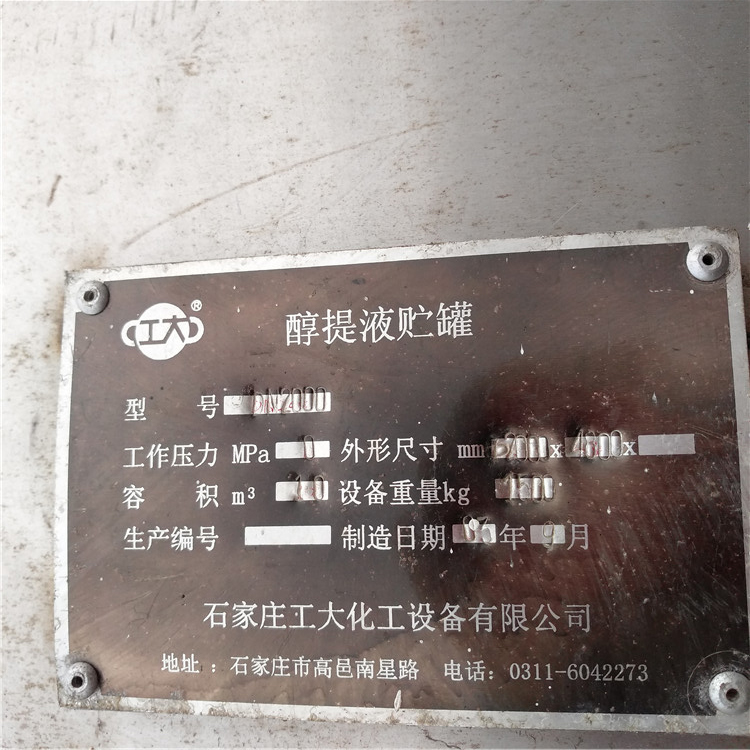 工大®
醇提液贮罐
型 号 DN2000
工作压力 MPa 0 外形尺寸 mm x x
容 积 m³ 设备重量kg
生产编号 制造日期 年 9 月
石家庄工大化工设备有限公司
地址：石家庄市高邑南星路 电话：0311-6042273